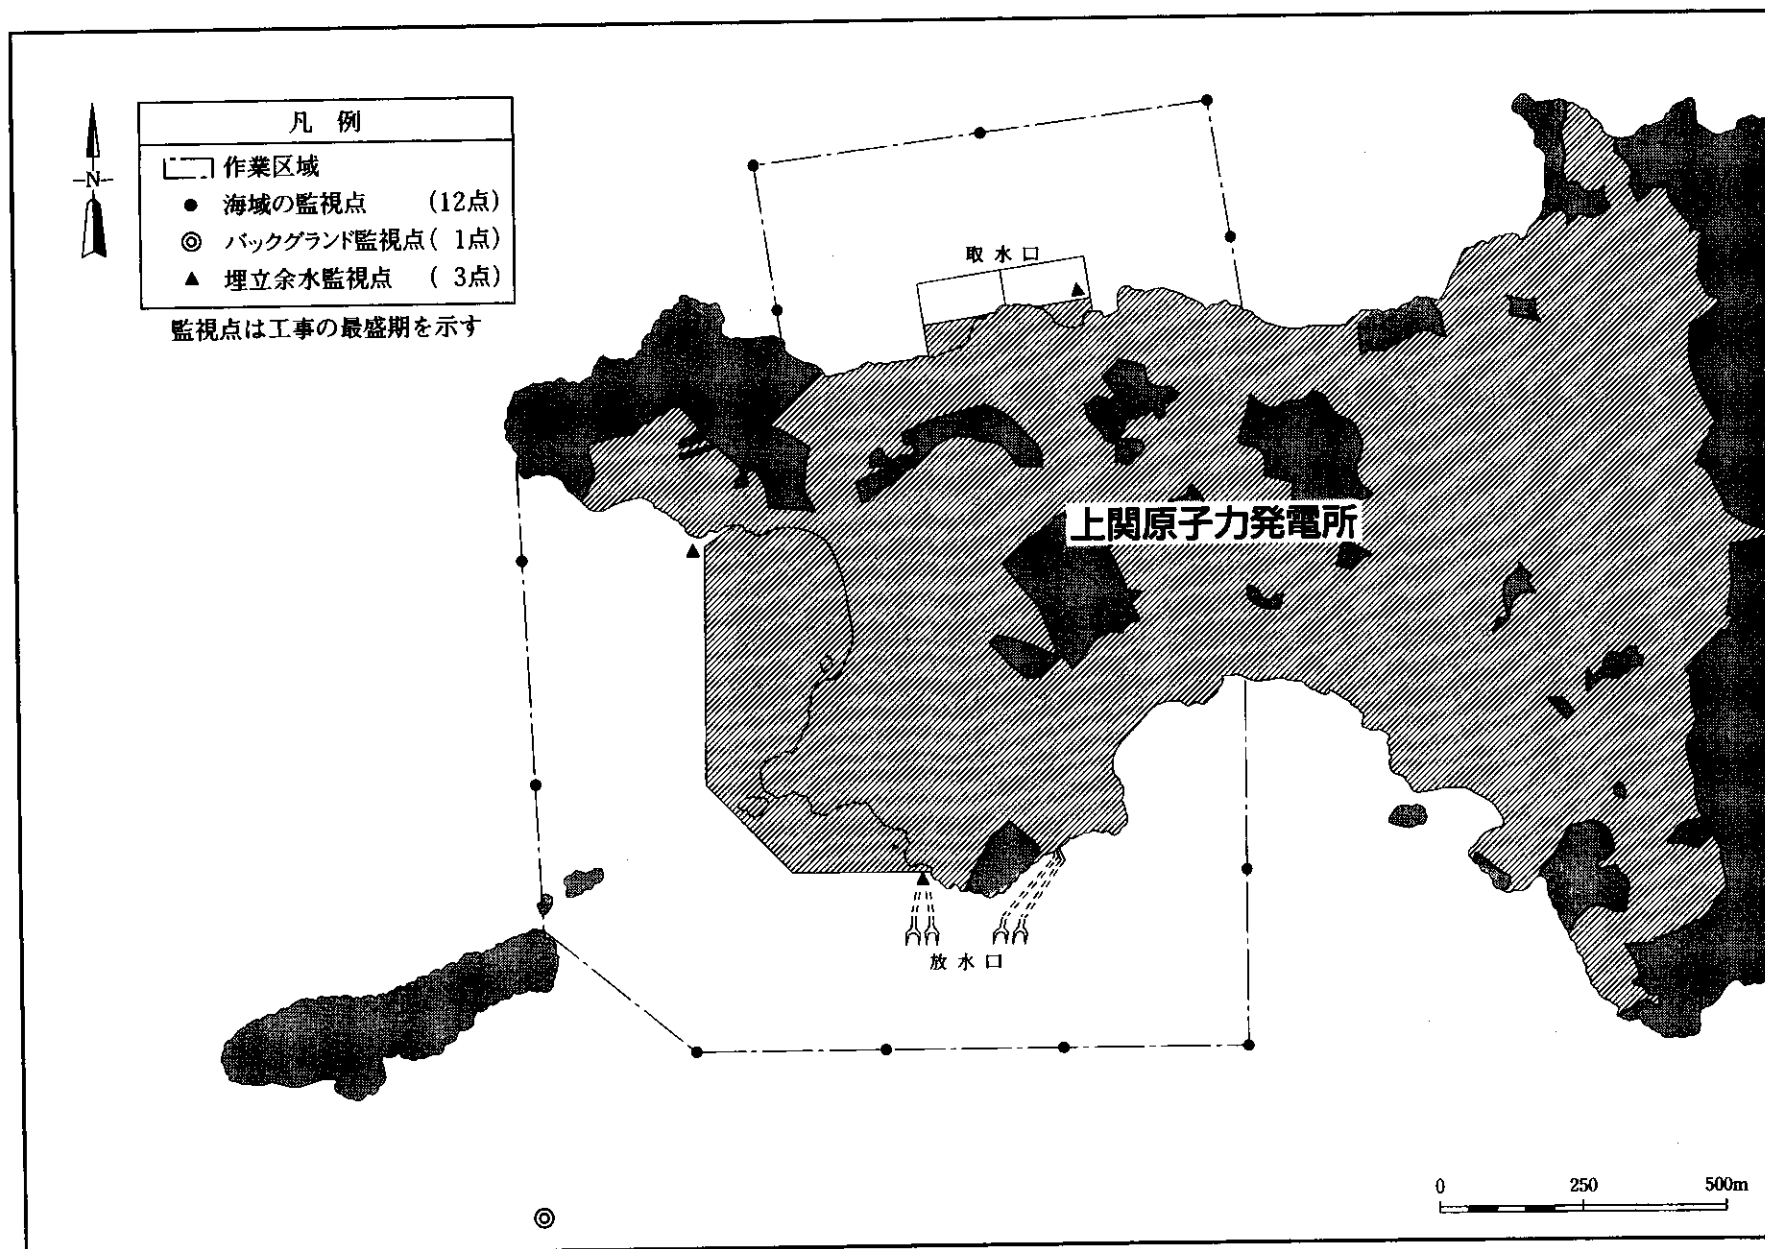 凡 例
作業区域
海域の監視点 (12点)
バックグランド監視点( 1点)
埋立余水監視点 ( 3点)
監視点は工事の最盛期を示す
N
取水口
上関原子力発電所
放水口
0 250 500m